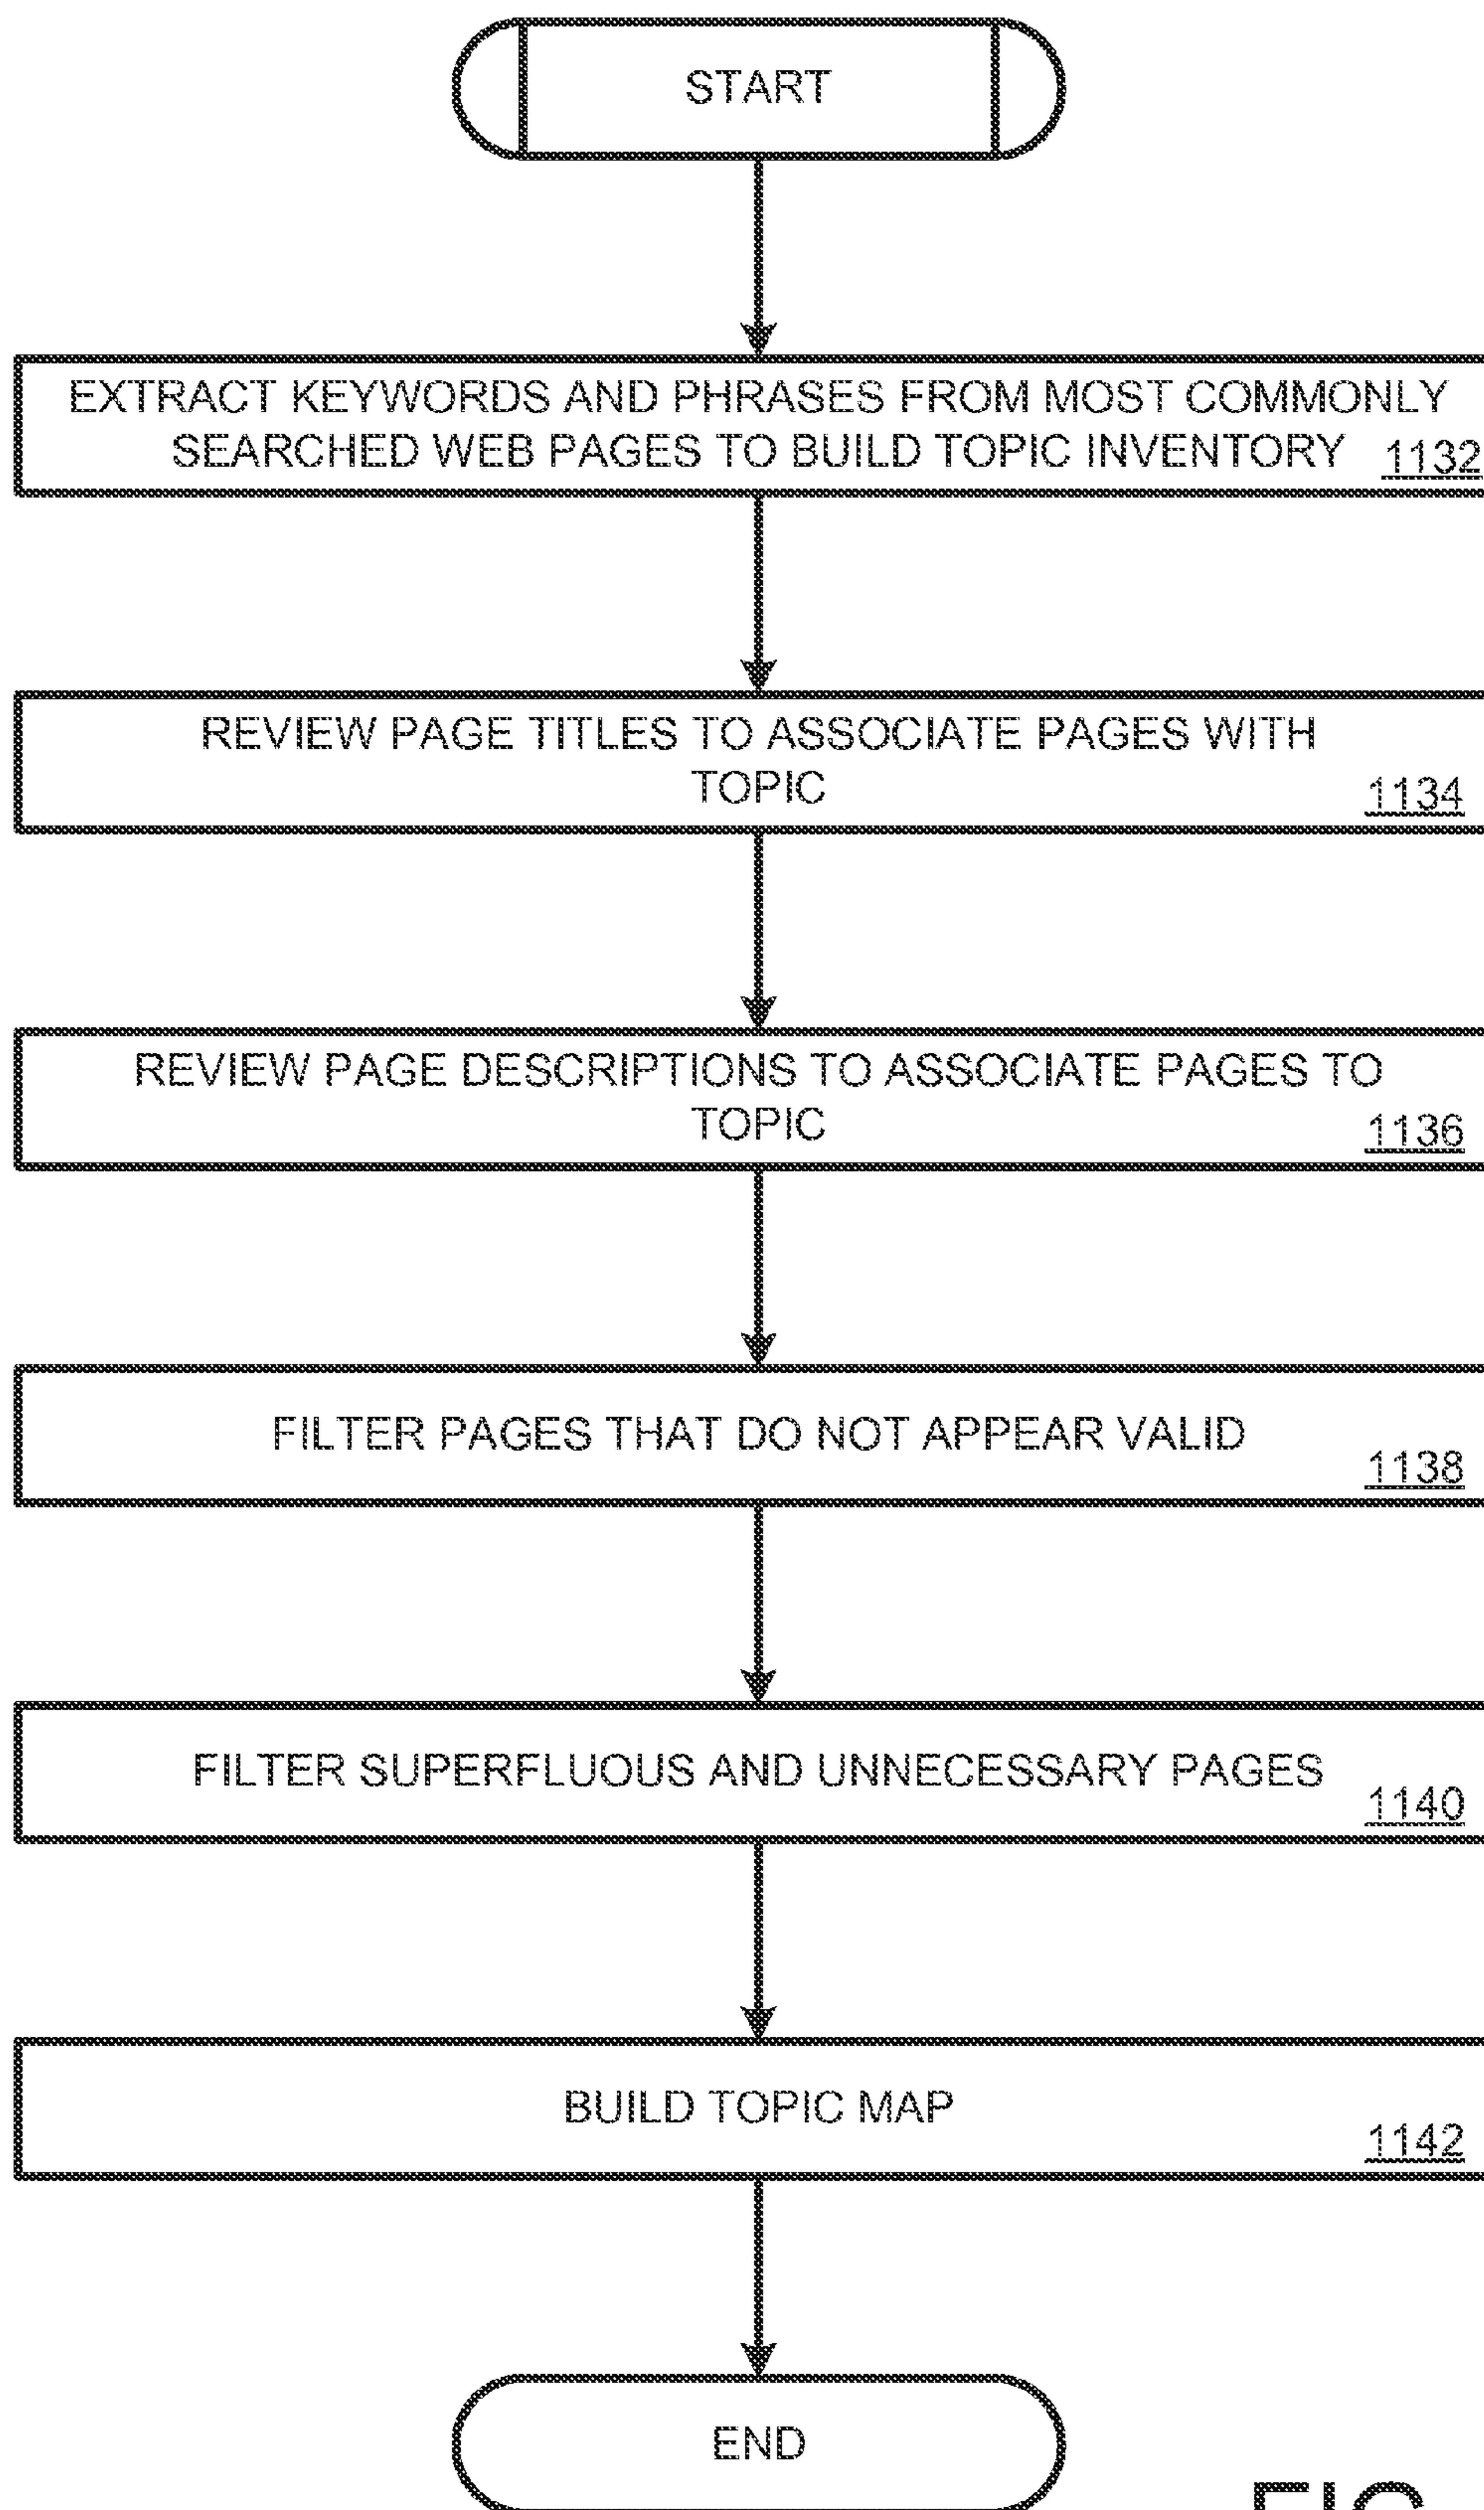 START
EXTRACT KEYWORDS AND PHRASES FROM MOST COMMONLY
SEARCHED WEB PAGES TO BUILD TOPIC INVENTORY 1132
REVIEW PAGE TITLES TO ASSOCIATE PAGES WITH
TOPIC 1134
REVIEW PAGE DESCRIPTIONS TO ASSOCIATE PAGES TO
TOPIC 1136
FILTER PAGES THAT DO NOT APPEAR VALID
1138
FILTER SUPERFLUOUS AND UNNECESSARY PAGES
1140
BUILD TOPIC MAP
1142
END
FIG